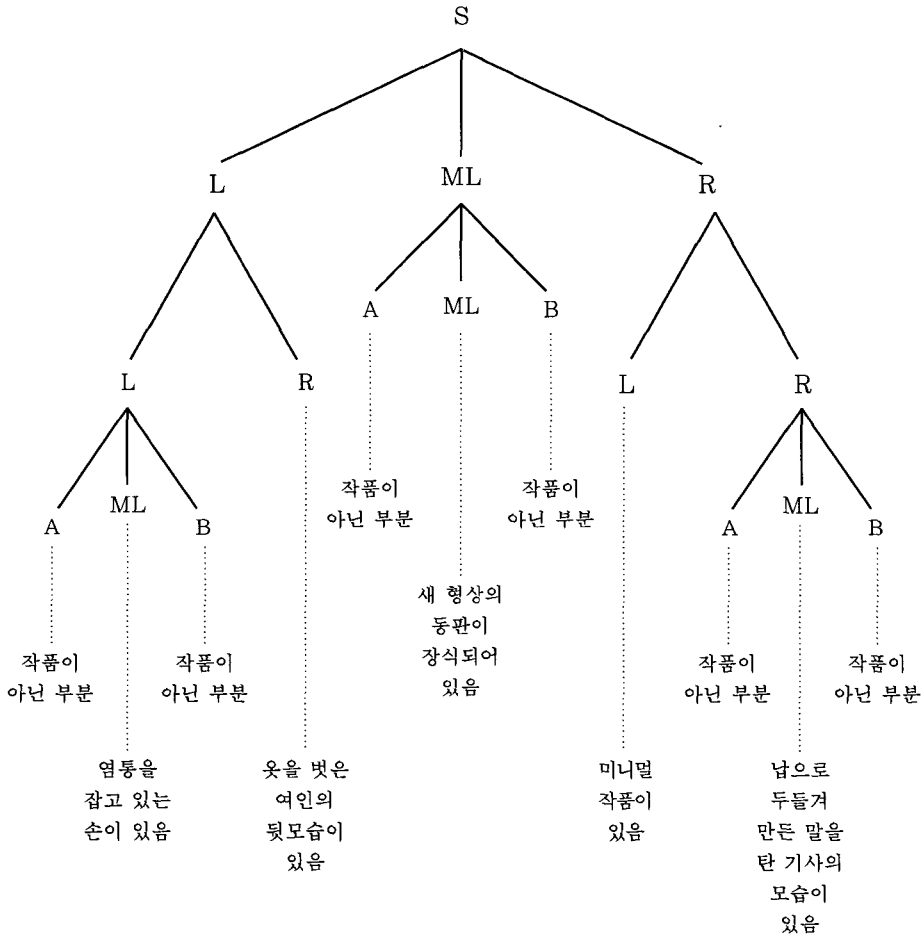 S
L
ML
R
A
ML
B
L
R
L
R
A
ML
B
A
ML
B
작품이
아닌 부분
작품이
아닌 부분
새 형상의
동판이
장식되어
있음
작품이
아닌 부분
작품이
아닌 부분
작품이
아닌 부분
작품이
아닌 부분
염통을
잡고 있는
손이 있음
옷을 벗은
여인의
뒷모습이
있음
미니멀
작품이
있음
납으로
두들겨
만든 말을
탄 기사의
모습이
있음